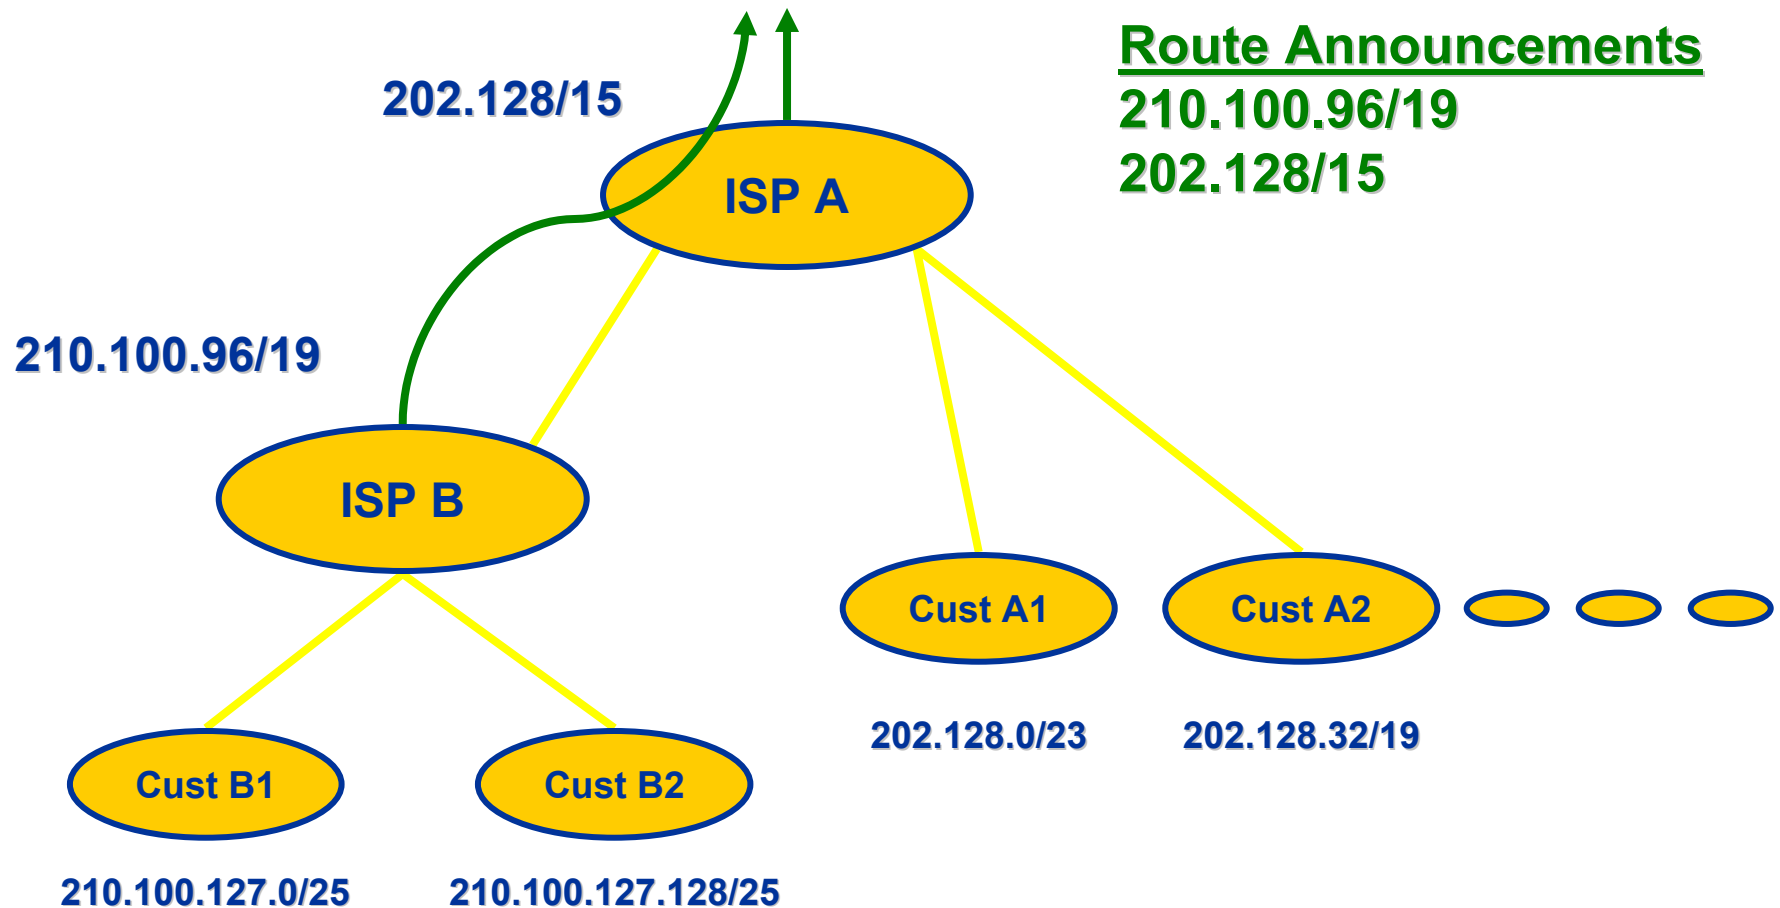 Route Announcements
210.100.96/19
202.128/15
202.128/15
ISP A
210.100.96/19
ISP B
Cust A1
Cust A2
202.128.0/23
202.128.32/19
Cust B1
Cust B2
210.100.127.0/25
210.100.127.128/25